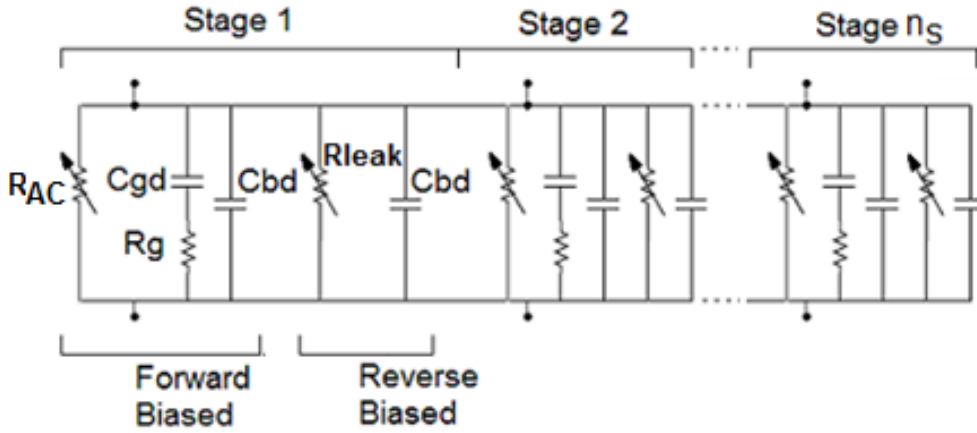 Stage 1
Stage 2
Stage nS
RAC
Cgd
Cbd
Rleak
Cbd
Rg
Forward
Biased
Reverse
Biased